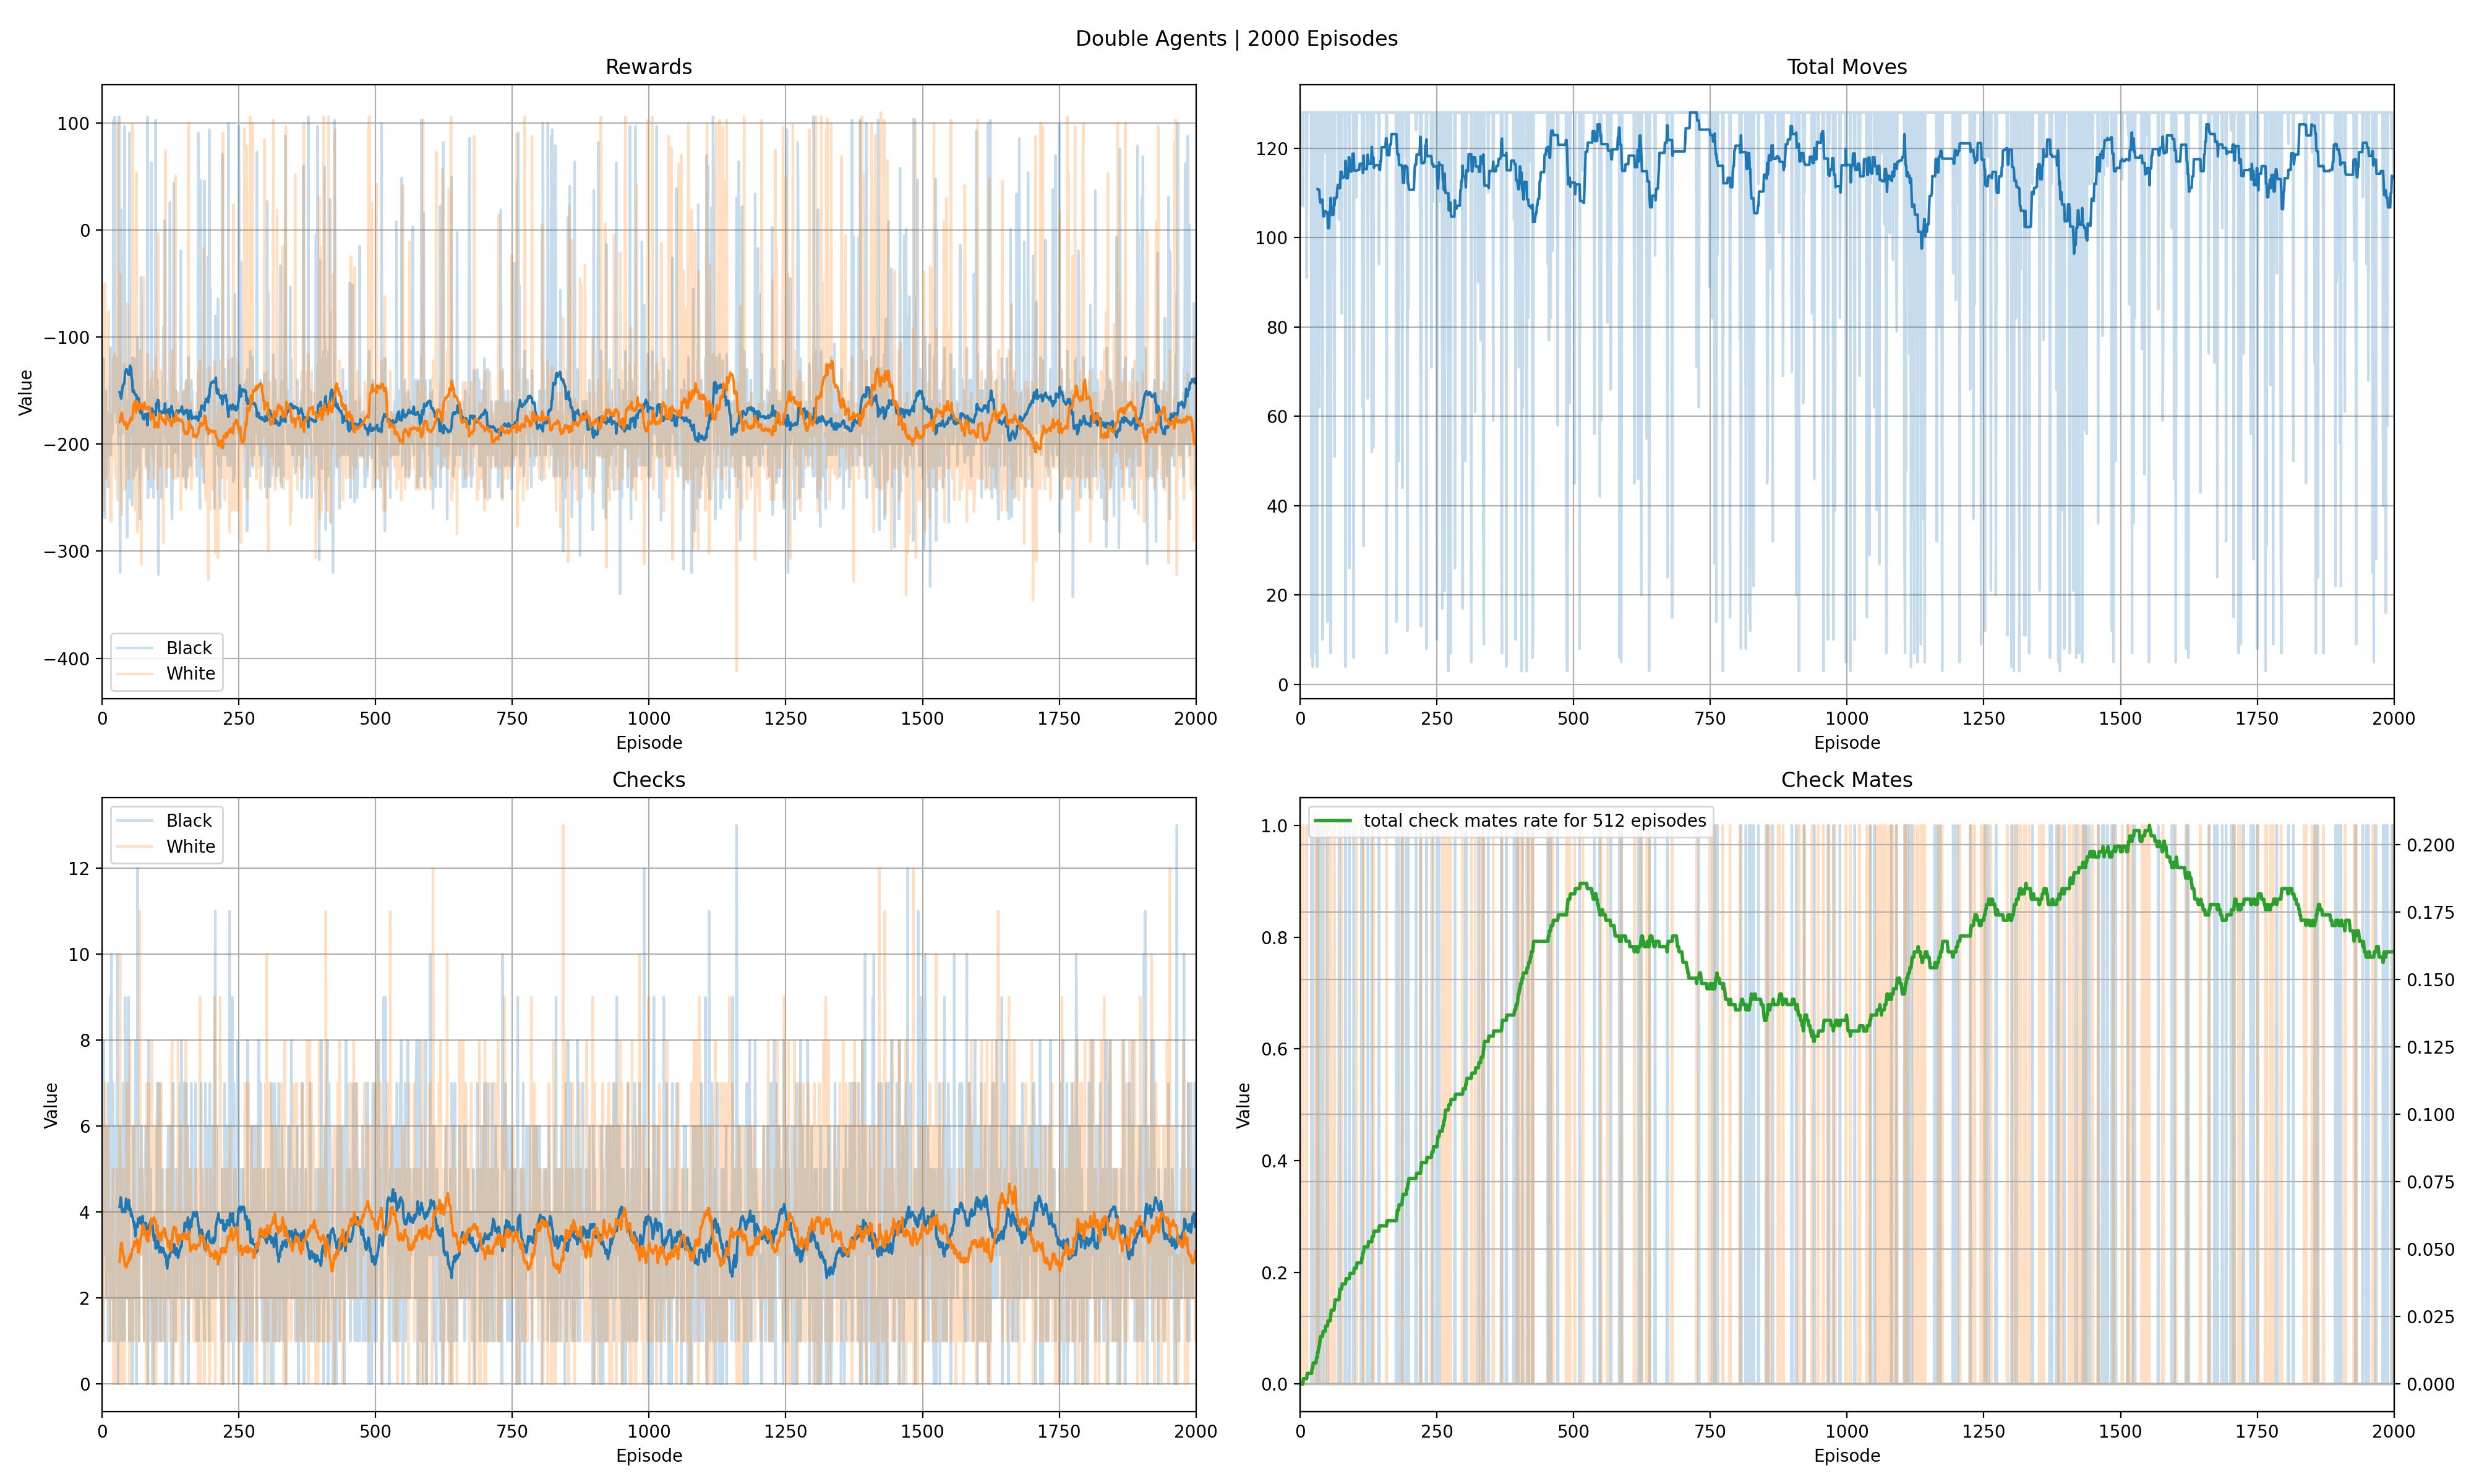 Double Agents | 2000 Episodes
Rewards
Value
100
0
−100
−200
−300
−400
Black
White
0 250 500 750 1000 1250 1500 1750 2000
Episode
Total Moves
120
100
80
60
40
20
0
0 250 500 750 1000 1250 1500 1750 2000
Episode
Checks
Value
Black
White
12
10
8
6
4
2
0
0 250 500 750 1000 1250 1500 1750 2000
Episode
Check Mates
Value
total check mates rate for 512 episodes
1.0
0.8
0.6
0.4
0.2
0.0
0.200
0.175
0.150
0.125
0.100
0.075
0.050
0.025
0.000
0 250 500 750 1000 1250 1500 1750 2000
Episode